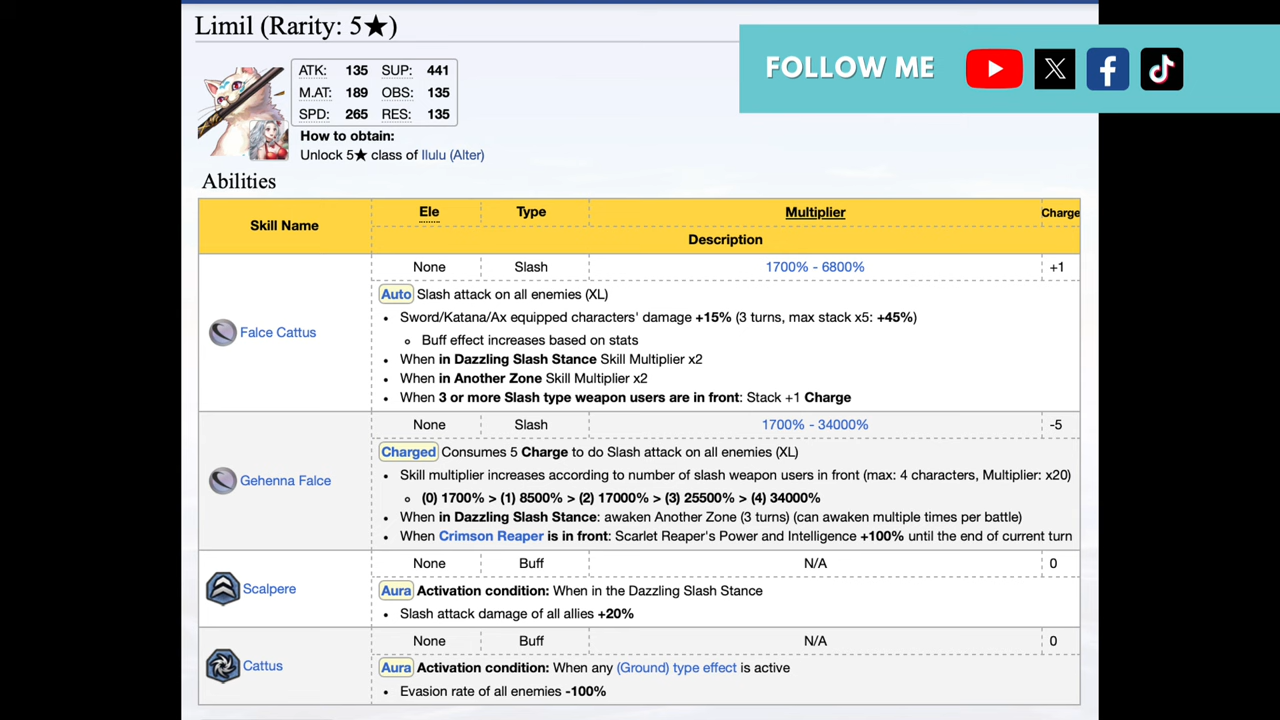 Limil (Rarity: 5★)
FOLLOW ME
ATK: 135 SUP: 441
M.AT: 189 OBS: 135
SPD: 265 RES: 135
How to obtain:
Unlock 5★ class of Ilulu (Alter)
Abilities
Skill Name
Ele Type Multiplier Charge
Description
None Slash 1700% - 6800% +1
Falce Cattus
Auto Slash attack on all enemies (XL)
• Sword/Katana/Ax equipped characters' damage +15% (3 turns, max stack x5: +45%)
Buff effect increases based on stats
• When in Dazzling Slash Stance Skill Multiplier x2
• When in Another Zone Skill Multiplier x2
• When 3 or more Slash type weapon users are in front: Stack +1 Charge
None Slash 1700% - 34000% -5
Gehenna Falce
Charged Consumes 5 Charge to do Slash attack on all enemies (XL)
• Skill multiplier increases according to number of slash weapon users in front (max: 4 characters, Multiplier: x20)
(0) 1700% > (1) 8500% > (2) 17000% > (3) 25500% > (4) 34000%
• When in Dazzling Slash Stance: awaken Another Zone (3 turns) (can awaken multiple times per battle)
• When Crimson Reaper is in front: Scarlet Reaper's Power and Intelligence +100% until the end of current turn
None Buff N/A 0
Scalpere
Aura Activation condition: When in the Dazzling Slash Stance
• Slash attack damage of all allies +20%
None Buff N/A 0
Cattus
Aura Activation condition: When any (Ground) type effect is active
• Evasion rate of all enemies -100%